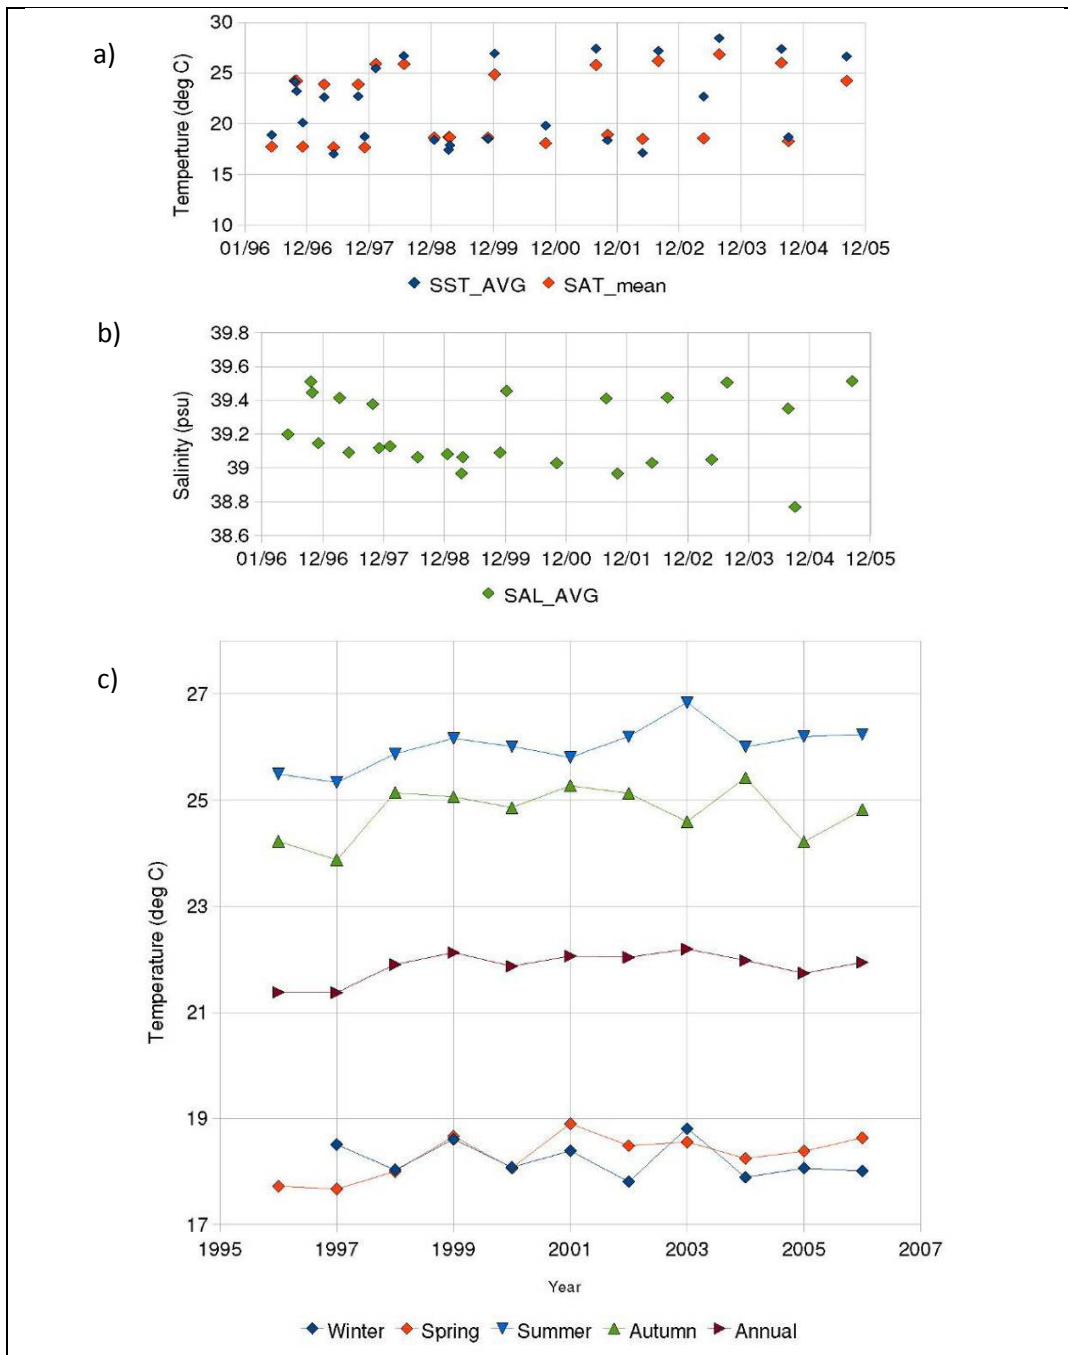 a)
Temperture (deg C)
30
25
20
15
10
01/96 12/96 12/97 12/98 12/99 12/00 12/01 12/02 12/03 12/04 12/05
SST_AVG SAT_mean
b)
Salinity (psu)
39.8
39.6
39.4
39.2
39
38.8
38.6
01/96 12/96 12/97 12/98 12/99 12/00 12/01 12/02 12/03 12/04 12/05
SAL_AVG
c)
Temperature (deg C)
27
25
23
21
19
17
1995 1997 1999 2001 2003 2005 2007
Year
Winter Spring Summer Autumn Annual